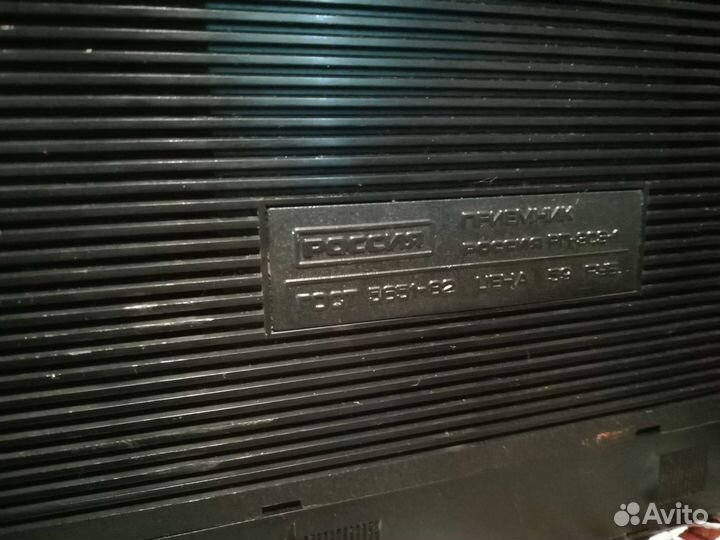 РОССИЯ
ПРИЕМНИК
РОССИЯ
ГОСТ 5651-82 ЦЕНА 59 РУБ.
Avito